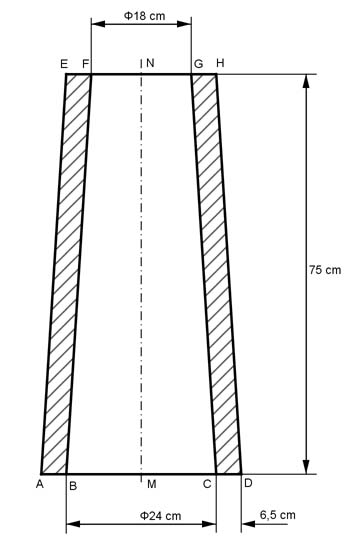 Φ18 cm
E F N G H
75 cm
A B M C D
Φ24 cm
6,5 cm